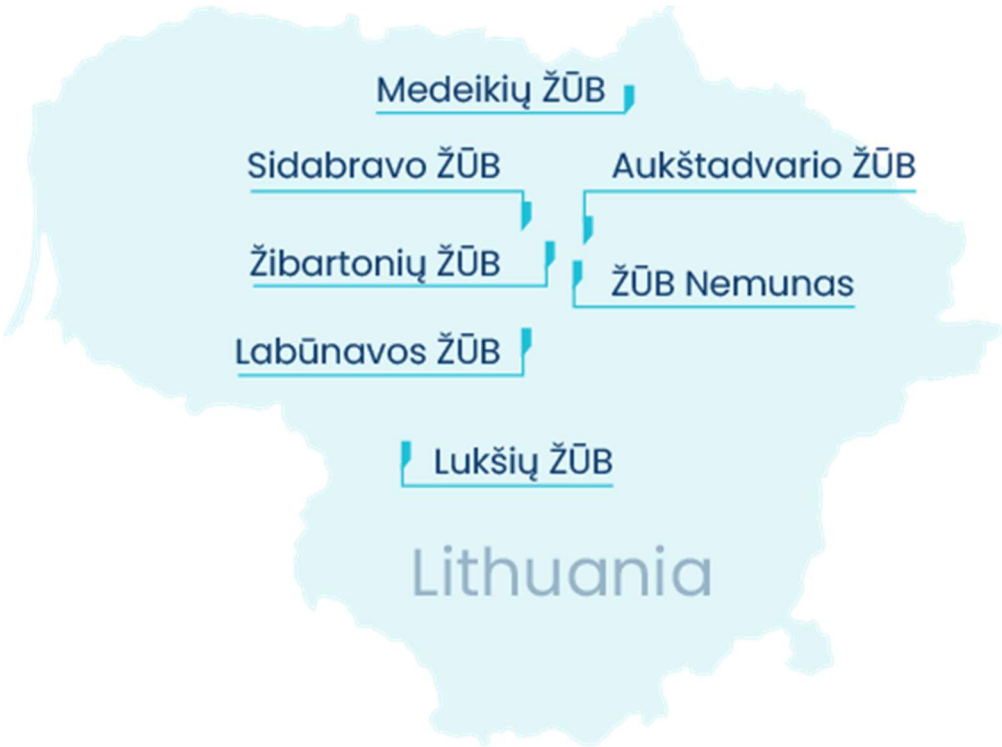 Medeikių ŽŪB
Sidabravo ŽŪB
Aukštadvario ŽŪB
Žibartonių ŽŪB
ŽŪB Nemunas
Labūnavos ŽŪB
Lukšių ŽŪB
Lithuania